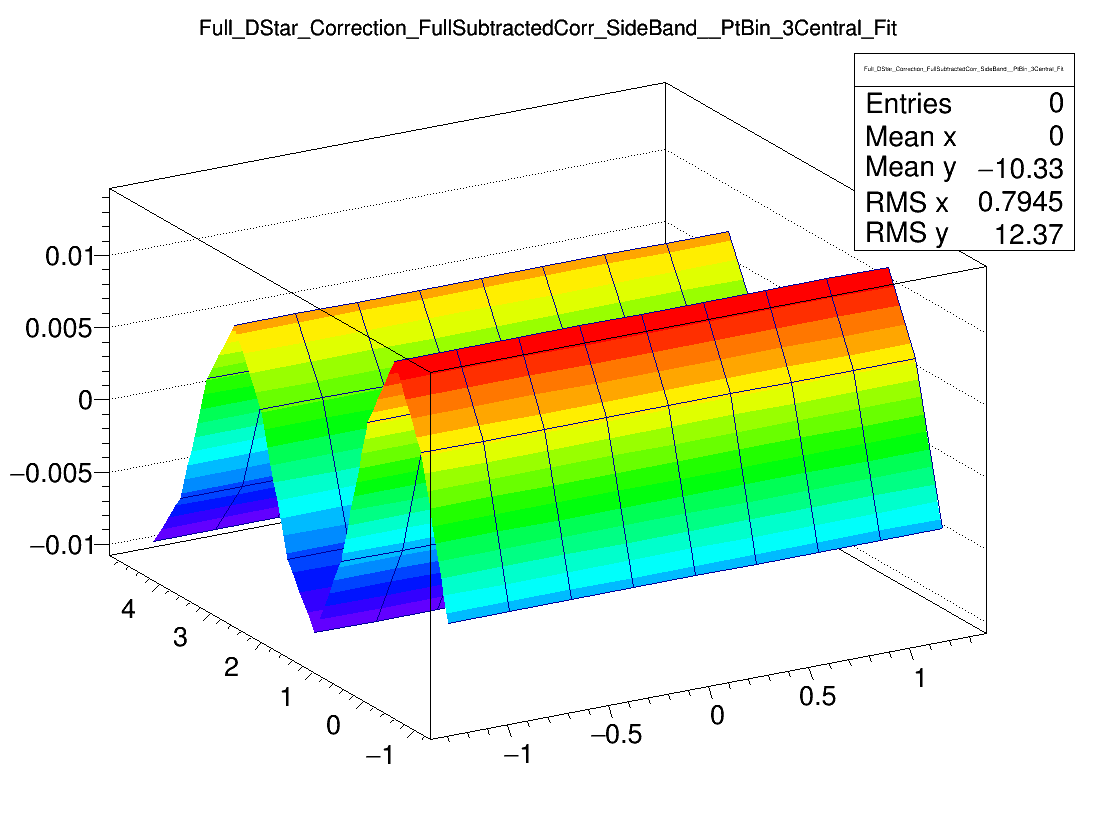 Full_DStar_Correction_FullSubtractedCorr_SideBand__PtBin_3Central_Fit
Full_DStar_Correction_FullSubtractedCorr_SideBand__PtBin_3Central_Fit
Entries 0
Mean x 0
Mean y −10.33
RMS x 0.7945
RMS y 12.37
0.01
0.005
0
−0.005
−0.01
4
3
2
1
0
−1
−1
−0.5
0
0.5
1